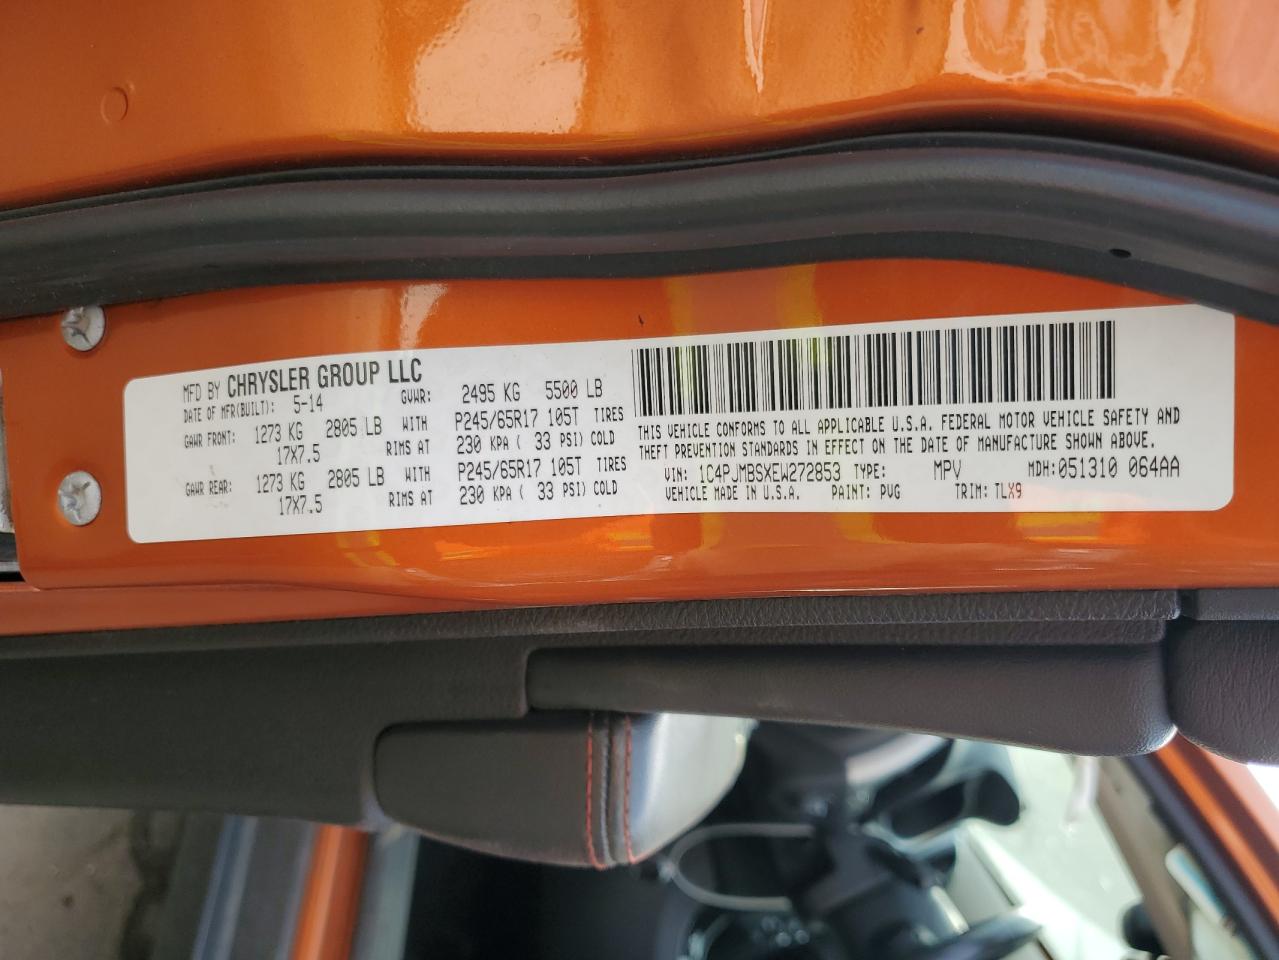 MFD BY CHRYSLER GROUP LLC
DATE OF MFR(BUILT): 5-14 GVWR: 2495 KG 5500 LB
GAWR FRONT: 1273 KG 2805 LB WITH P245/65R17 105T TIRES
17X7.5 RIMS AT 230 KPA ( 33 PSI) COLD
GAWR REAR: 1273 KG 2805 LB WITH P245/65R17 105T TIRES
17X7.5 RIMS AT 230 KPA ( 33 PSI) COLD
THIS VEHICLE CONFORMS TO ALL APPLICABLE U.S.A. FEDERAL MOTOR VEHICLE SAFETY AND
THEFT PREVENTION STANDARDS IN EFFECT ON THE DATE OF MANUFACTURE SHOWN ABOVE.
VIN: 1C4PJMBSXEW272853 TYPE: MPV MDH:051310 064AA
VEHICLE MADE IN U.S.A. PAINT: PVG TRIM: TLX9